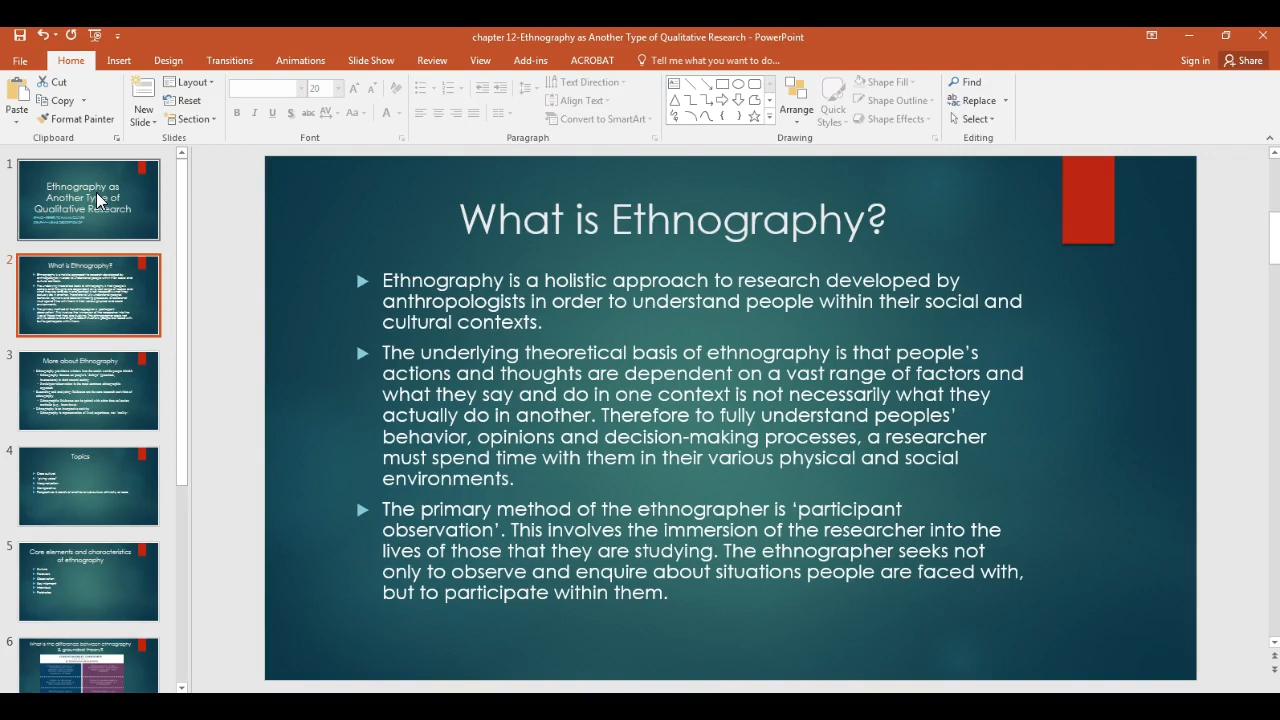 chapter 12-Ethnography as Another Type of Qualitative Research - PowerPoint
File Home Insert Design Transitions Animations Slide Show Review View Add-ins ACROBAT Tell me what you want to do... Sign in Share
Paste
Cut
Copy
Format Painter
Clipboard
New
Slide
Layout
Reset
Section
Slides
20
Font
Text Direction
Align Text
Convert to SmartArt
Paragraph
Arrange
Quick
Styles
Shape Fill
Shape Outline
Shape Effects
Drawing
Find
Replace
Select
Editing
1
Ethnography as
Another Type of
Qualitative Research
2
What is Ethnography?
3
More about Ethnography
4
Topics
5
Core elements and characteristics
of ethnography
6
What is the difference between ethnography
& grounded theory?
What is Ethnography?
Ethnography is a holistic approach to research developed by
anthropologists in order to understand people within their social and
cultural contexts.
The underlying theoretical basis of ethnography is that people's
actions and thoughts are dependent on a vast range of factors and
what they say and do in one context is not necessarily what they
actually do in another. Therefore to fully understand peoples'
behavior, opinions and decision-making processes, a researcher
must spend time with them in their various physical and social
environments.
The primary method of the ethnographer is 'participant
observation'. This involves the immersion of the researcher into the
lives of those that they are studying. The ethnographer seeks not
only to observe and enquire about situations people are faced with,
but to participate within them.